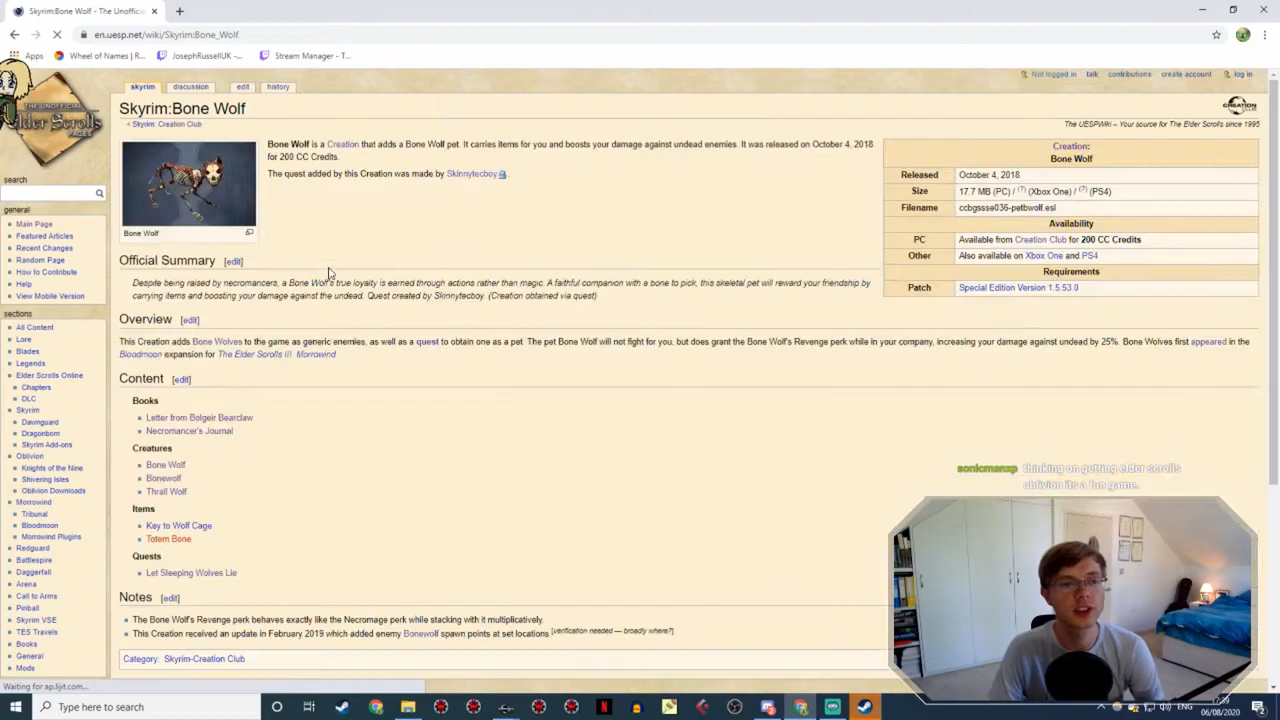 Skyrim:Bone Wolf - The Unoffici
en.uesp.net/wiki/Skyrim:Bone_Wolf
Apps
Wheel of Names | R...
JosephRussellUK -...
Stream Manager - T...
Not logged in talk contributions create account log in
skyrim discussion edit history
THE UNOFFICIAL
Elder Scrolls
PAGES
Skyrim:Bone Wolf
< Skyrim: Creation Club
CREATION
The UESPWiki – Your source for The Elder Scrolls since 1995
Bone Wolf is a Creation that adds a Bone Wolf pet. It carries items for you and boosts your damage against undead enemies. It was released on October 4, 2018
for 200 CC Credits.
The quest added by this Creation was made by Skinnytecboy.
Bone Wolf
Creation:
Bone Wolf
Released October 4, 2018
Size 17.7 MB (PC) / (?) (Xbox One) / (?) (PS4)
Filename ccbgssse036-petbwolf.esl
Availability
PC Available from Creation Club for 200 CC Credits
Other Also available on Xbox One and PS4
Requirements
Patch Special Edition Version 1.5.53.0
Official Summary [edit]
Despite being raised by necromancers, a Bone Wolf's true loyalty is earned through actions rather than magic. A faithful companion with a bone to pick, this skeletal pet will reward your friendship by
carrying items and boosting your damage against the undead. Quest created by Skinnytecboy. (Creation obtained via quest)
Overview [edit]
This Creation adds Bone Wolves to the game as generic enemies, as well as a quest to obtain one as a pet. The pet Bone Wolf will not fight for you, but does grant the Bone Wolf's Revenge perk while in your company, increasing your damage against undead by 25%. Bone Wolves first appeared in the
Bloodmoon expansion for The Elder Scrolls III Morrowind
Content [edit]
Books
Letter from Bolgeir Bearclaw
Necromancer's Journal
Creatures
Bone Wolf
Bonewolf
Thrall Wolf
Items
Key to Wolf Cage
Totem Bone
Quests
Let Sleeping Wolves Lie
Notes [edit]
The Bone Wolf's Revenge perk behaves exactly like the Necromage perk while stacking with it multiplicatively.
This Creation received an update in February 2019 which added enemy Bonewolf spawn points at set locations [verification needed — broadly where?]
Category: Skyrim-Creation Club
search
general
Main Page
Featured Articles
Recent Changes
Random Page
How to Contribute
Help
View Mobile Version
sections
All Content
Lore
Blades
Legends
Elder Scrolls Online
Chapters
DLC
Skyrim
Dawnguard
Dragonborn
Skyrim Add-ons
Oblivion
Knights of the Nine
Shivering Isles
Oblivion Downloads
Morrowind
Tribunal
Bloodmoon
Morrowind Plugins
Redguard
Battlespire
Daggerfall
Arena
Call to Arms
Pinball
Skyrim VSE
TES Travels
Books
General
Mods
sonicmanxp thinking on getting elder scrolls
oblivion its a fun game.
Waiting for ap.lijit.com...
Type here to search
ENG
06/08/2020
2